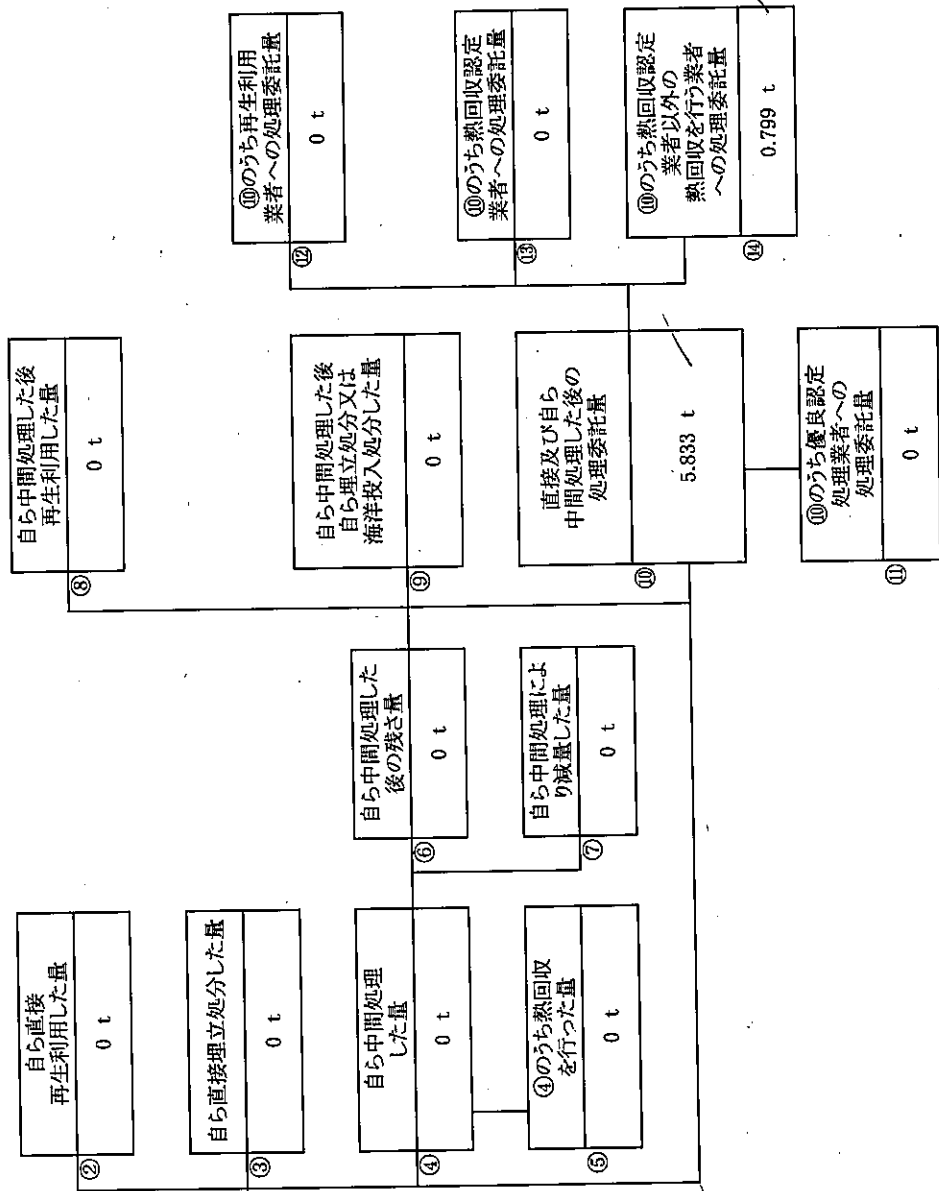 ②
自ら直接
再生利用した量
0 t
③
自ら直接埋立処分した量
0 t
④
自ら中間処理
した量
0 t
⑤
④のうち熱回収
を行った量
0 t
⑥
自ら中間処理した
後の残さ量
0 t
⑦
自ら中間処理によ
り減量した量
0 t
⑧
自ら中間処理した後
再生利用した量
0 t
⑨
自ら中間処理した後
自ら埋立処分又は
海洋投入処分した量
0 t
⑩
直接及び自ら
中間処理した後の
処理委託量
5.833 t
⑪
⑩のうち優良認定
処理業者への
処理委託量
0 t
⑫
⑩のうち再生利用
業者への処理委託量
0 t
⑬
⑩のうち熱回収認定
業者への処理委託量
0 t
⑭
⑩のうち熱回収認定
業者以外の
熱回収を行う業者
への処理委託量
0.799 t